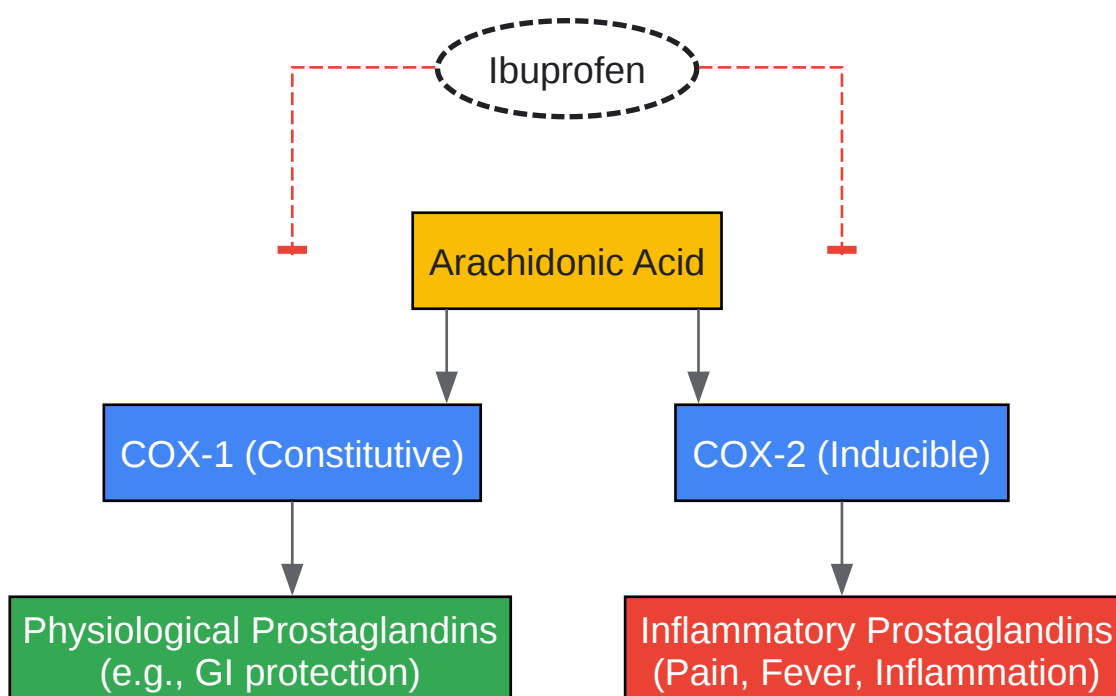 Ibuprofen
Arachidonic Acid
COX-1 (Constitutive)
COX-2 (Inducible)
Physiological Prostaglandins
(e.g., GI protection)
Inflammatory Prostaglandins
(Pain, Fever, Inflammation)